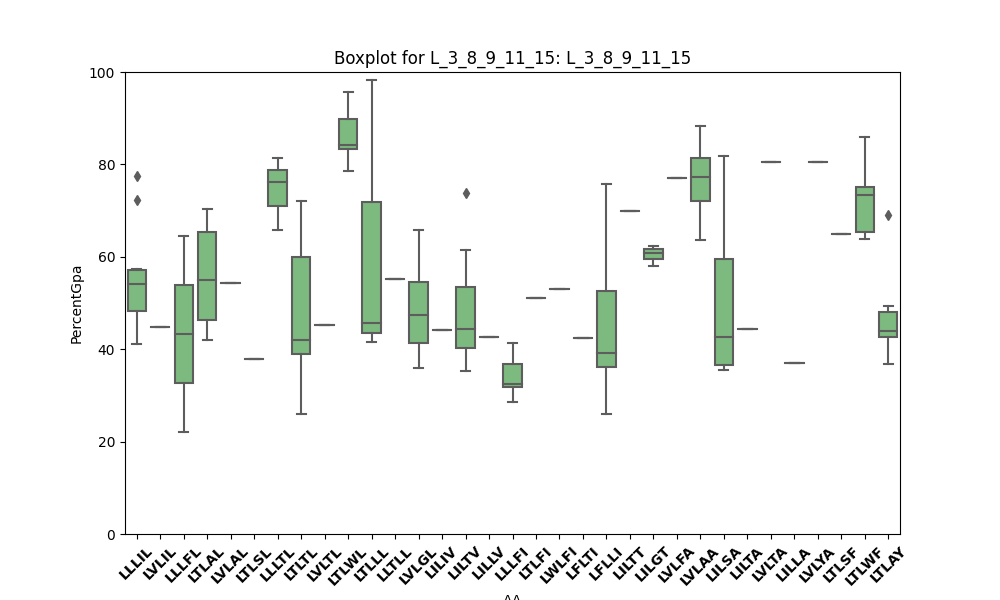 Boxplot for L_3_8_9_11_15: L_3_8_9_11_15
100
80
60
40
20
0
PercentGpa
LLLIL
LVLIL
LLLFL
LTLAL
LVLAL
LTLSL
LLLTL
LTLTL
LVLTL
LTLWL
LTLLL
LLTLL
LVLGL
LILIV
LILTV
LILLV
LLLFI
LTLFI
LWLFI
LFLTI
LFLLI
LILTT
LILGT
LVLFA
LVLAA
LILSA
LILTA
LVLTA
LILLA
LVLYA
LTLSF
LTLWF
LTLAY
AA